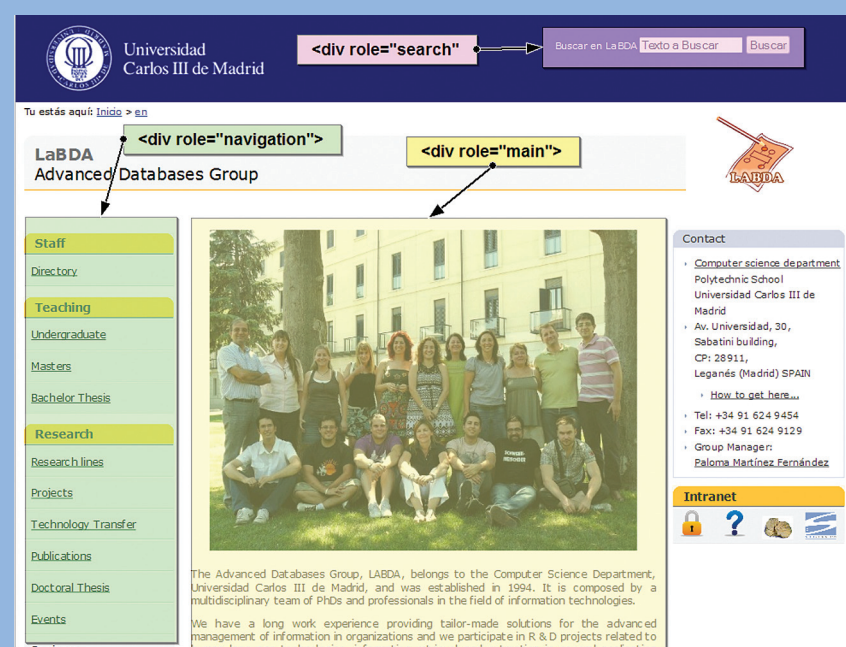 Universidad
Carlos III de Madrid
<div role="search"
Buscar en LaBDA Texto a Buscar Buscar
Tu estás aquí: Inicio > en
<div role="navigation">
<div role="main">
LaBDA
Advanced Databases Group
LABDA
Staff
Directory
Teaching
Undergraduate
Masters
Bachelor Thesis
Research
Research lines
Projects
Technology Transfer
Publications
Doctoral Thesis
Events
The Advanced Databases Group, LABDA, belongs to the Computer Science Department,
Universidad Carlos III de Madrid, and was established in 1994. It is composed by a
multidisciplinary team of PhDs and professionals in the field of information technologies.
We have a long work experience providing tailor-made solutions for the advanced
management of information in organizations and we participate in R & D projects related to
Contact
Computer science department
Polytechnic School
Universidad Carlos III de
Madrid
Av. Universidad, 30,
Sabatini building,
CP: 28911,
Leganés (Madrid) SPAIN
How to get here...
Tel: +34 91 624 9454
Fax: +34 91 624 9129
Group Manager:
Paloma Martínez Fernández
Intranet